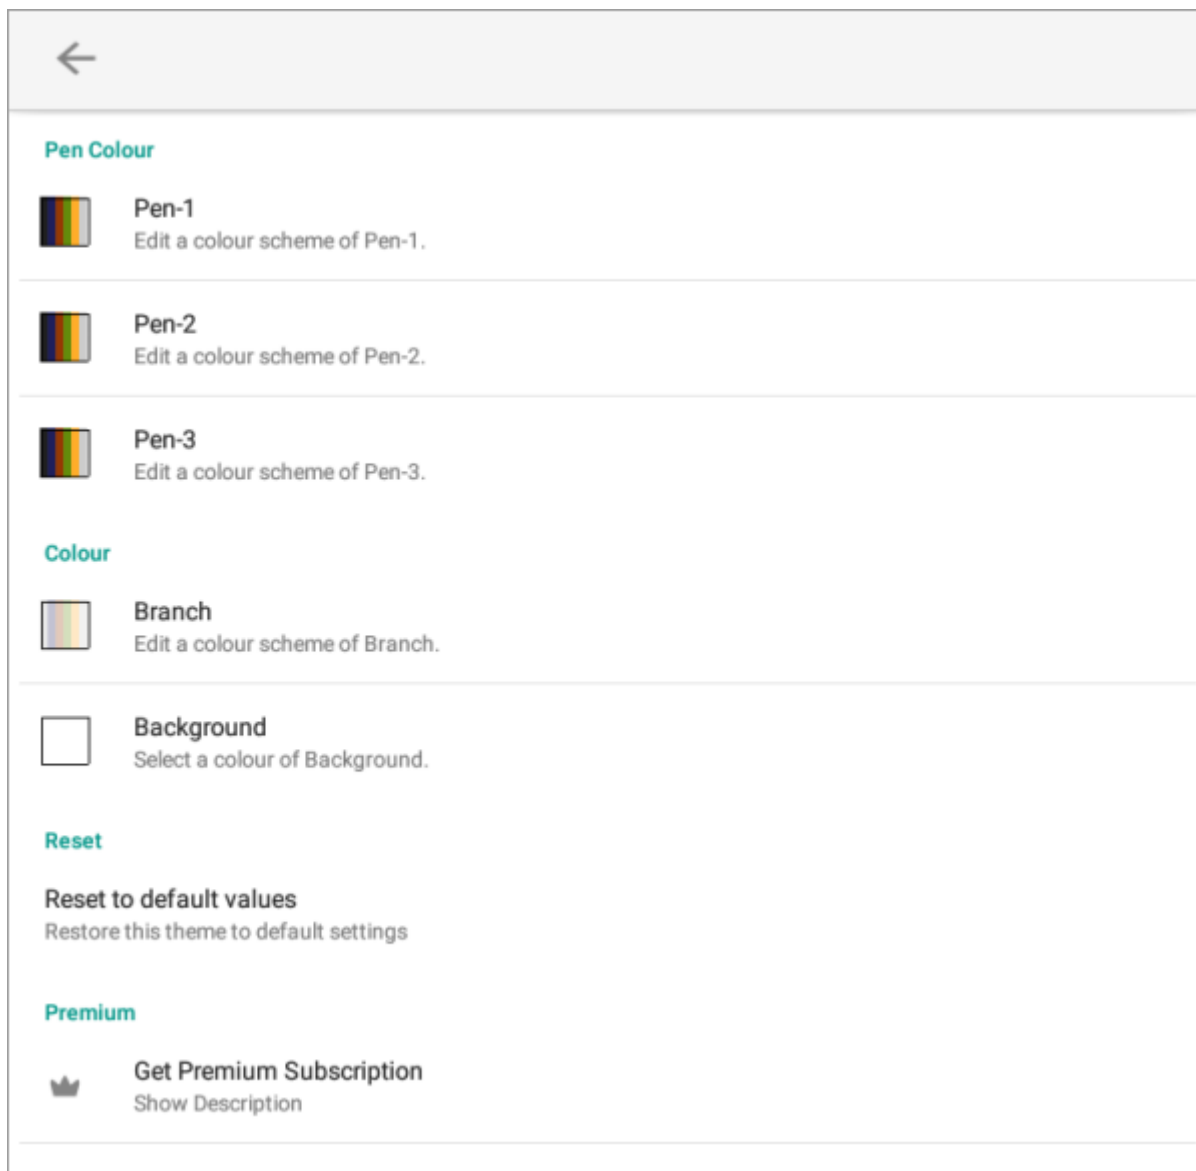 Pen Colour
Pen-1
Edit a colour scheme of Pen-1.
Pen-2
Edit a colour scheme of Pen-2.
Pen-3
Edit a colour scheme of Pen-3.
Colour
Branch
Edit a colour scheme of Branch.
Background
Select a colour of Background.
Reset
Reset to default values
Restore this theme to default settings
Premium
Get Premium Subscription
Show Description